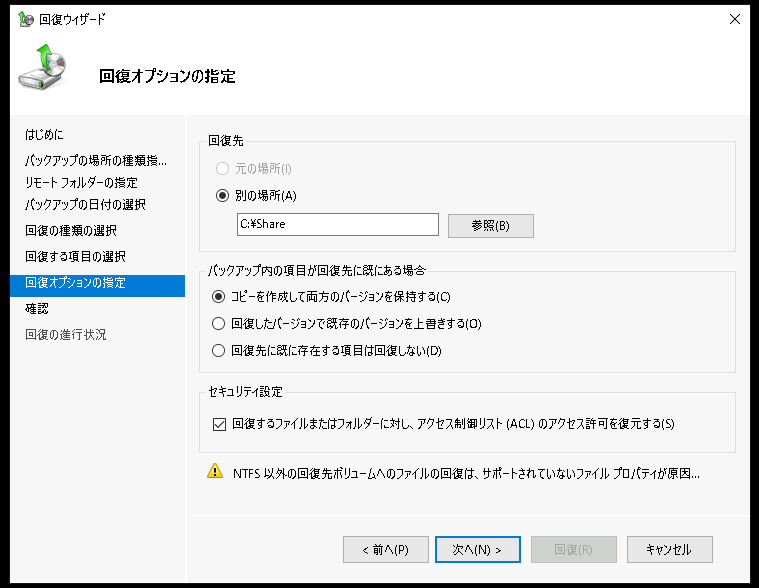 回復ウィザード
回復オプションの指定
はじめに
バックアップの場所の種類指...
リモート フォルダーの指定
バックアップの日付の選択
回復の種類の選択
回復する項目の選択
回復オプションの指定
確認
回復の進行状況
回復先
元の場所(I)
別の場所(A)
C:¥Share
参照(B)
バックアップ内の項目が回復先に既にある場合
コピーを作成して両方のバージョンを保持する(C)
回復したバージョンで既存のバージョンを上書きする(O)
回復先に既に存在する項目は回復しない(D)
セキュリティ設定
回復するファイルまたはフォルダーに対し、アクセス制御リスト (ACL) のアクセス許可を復元する(S)
NTFS 以外の回復先ボリュームへのファイルの回復は、サポートされていないファイル プロパティが原因...
< 前へ(P)
次へ(N) >
回復(R)
キャンセル